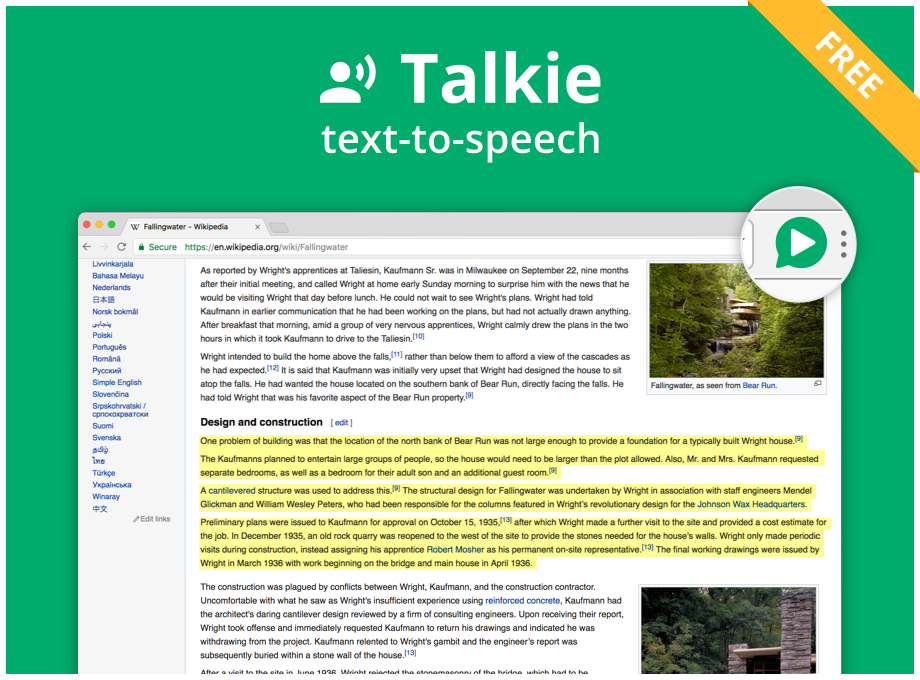 FREE
Talkie
text-to-speech
W Fallingwater - Wikipedia ×
Secure https://en.wikipedia.org/wiki/Fallingwater
Livvinkarjala
Bahasa Melayu
Nederlands
日本語
Norsk bokmål
پنجابی
Polski
Português
Română
Русский
Simple English
Slovenčina
Srpskohrvatski /
српскохрватски
Suomi
Svenska
தமிழ்
ไทย
Türkçe
Українська
Winaray
中文
Edit links
As reported by Wright's apprentices at Taliesin, Kaufmann Sr. was in Milwaukee on September 22, nine months
after their initial meeting, and called Wright at home early Sunday morning to surprise him with the news that he
would be visiting Wright that day before lunch. He could not wait to see Wright's plans. Wright had told
Kaufmann in earlier communication that he had been working on the plans, but had not actually drawn anything.
After breakfast that morning, amid a group of very nervous apprentices, Wright calmly drew the plans in the two
hours in which it took Kaufmann to drive to the Taliesin.[10]
Wright intended to build the home above the falls,[11] rather than below them to afford a view of the cascades as
he had expected.[12] It is said that Kaufmann was initially very upset that Wright had designed the house to sit
atop the falls. He had wanted the house located on the southern bank of Bear Run, directly facing the falls. He
had told Wright that was his favorite aspect of the Bear Run property.[9]
Fallingwater, as seen from Bear Run.
Design and construction [ edit ]
One problem of building was that the location of the north bank of Bear Run was not large enough to provide a foundation for a typically built Wright house.[9]
The Kaufmanns planned to entertain large groups of people, so the house would need to be larger than the plot allowed. Also, Mr. and Mrs. Kaufmann requested
separate bedrooms, as well as a bedroom for their adult son and an additional guest room.[9]
A cantilevered structure was used to address this.[9] The structural design for Fallingwater was undertaken by Wright in association with staff engineers Mendel
Glickman and William Wesley Peters, who had been responsible for the columns featured in Wright's revolutionary design for the Johnson Wax Headquarters.
Preliminary plans were issued to Kaufmann for approval on October 15, 1935,[13] after which Wright made a further visit to the site and provided a cost estimate for
the job. In December 1935, an old rock quarry was reopened to the west of the site to provide the stones needed for the house's walls. Wright only made periodic
visits during construction, instead assigning his apprentice Robert Mosher as his permanent on-site representative.[13] The final working drawings were issued by
Wright in March 1936 with work beginning on the bridge and main house in April 1936.
The construction was plagued by conflicts between Wright, Kaufmann, and the construction contractor.
Uncomfortable with what he saw as Wright's insufficient experience using reinforced concrete, Kaufmann had
the architect's daring cantilever design reviewed by a firm of consulting engineers. Upon receiving their report,
Wright took offense and immediately requested Kaufmann to return his drawings and indicated he was
withdrawing from the project. Kaufmann relented to Wright's gambit and the engineer's report was
subsequently buried within a stone wall of the house.[13]
After a visit to the site in June 1936, Wright rejected the stonemasonry of the bridge, which had to be